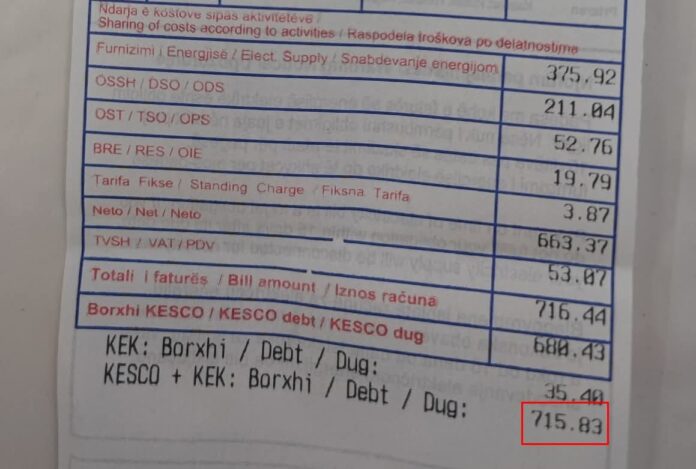 Ndarja e kostove sipas aktiviteteve /
Sharing of costs according to activities / Raspodela troškova po delatnostima
Furnizimi i Energjisë / Elect. Supply / Snabdevanje energijom 375.92
OSSH / DSO / ODS 211.04
OST / TSO / OPS 52.76
BRE / RES / OIE 19.79
Tarifa Fikse / Standing Charge / Fiksna Tarifa 3.87
Neto / Net / Neto 663.37
TVSH / VAT / PDV 53.07
Totali i faturës / Bill amount / Iznos računa 716.44
Borxhi KESCO / KESCO debt / KESCO dug 680.43
KEK: Borxhi / Debt / Dug: 35.40
KESCO + KEK: Borxhi / Debt / Dug: 715.83